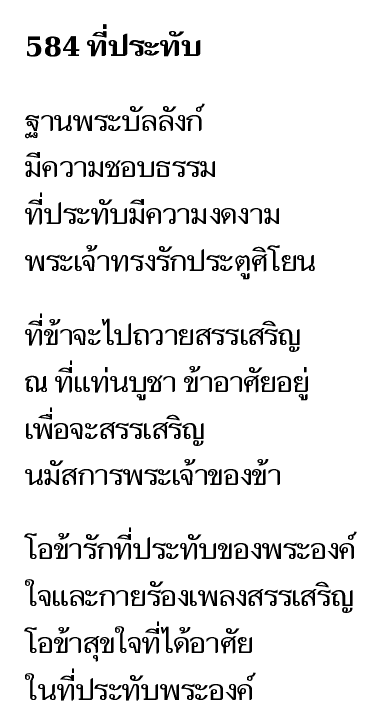 584 ที่ประทับ
ฐานพระบัลลังก์
มีความชอบธรรม
ที่ประทับมีความงดงาม
พระเจ้าทรงรักประตูศิโยน
ที่ข้าจะไปถวายสรรเสริญ
ณ ที่แท่นบูชา ข้าอาศัยอยู่
เพื่อจะสรรเสริญ
นมัสการพระเจ้าของข้า
โอข้ารักที่ประทับของพระองค์
ใจและกายร้องเพลงสรรเสริญ
โอข้าสุขใจที่ได้อาศัย
ในที่ประทับพระองค์